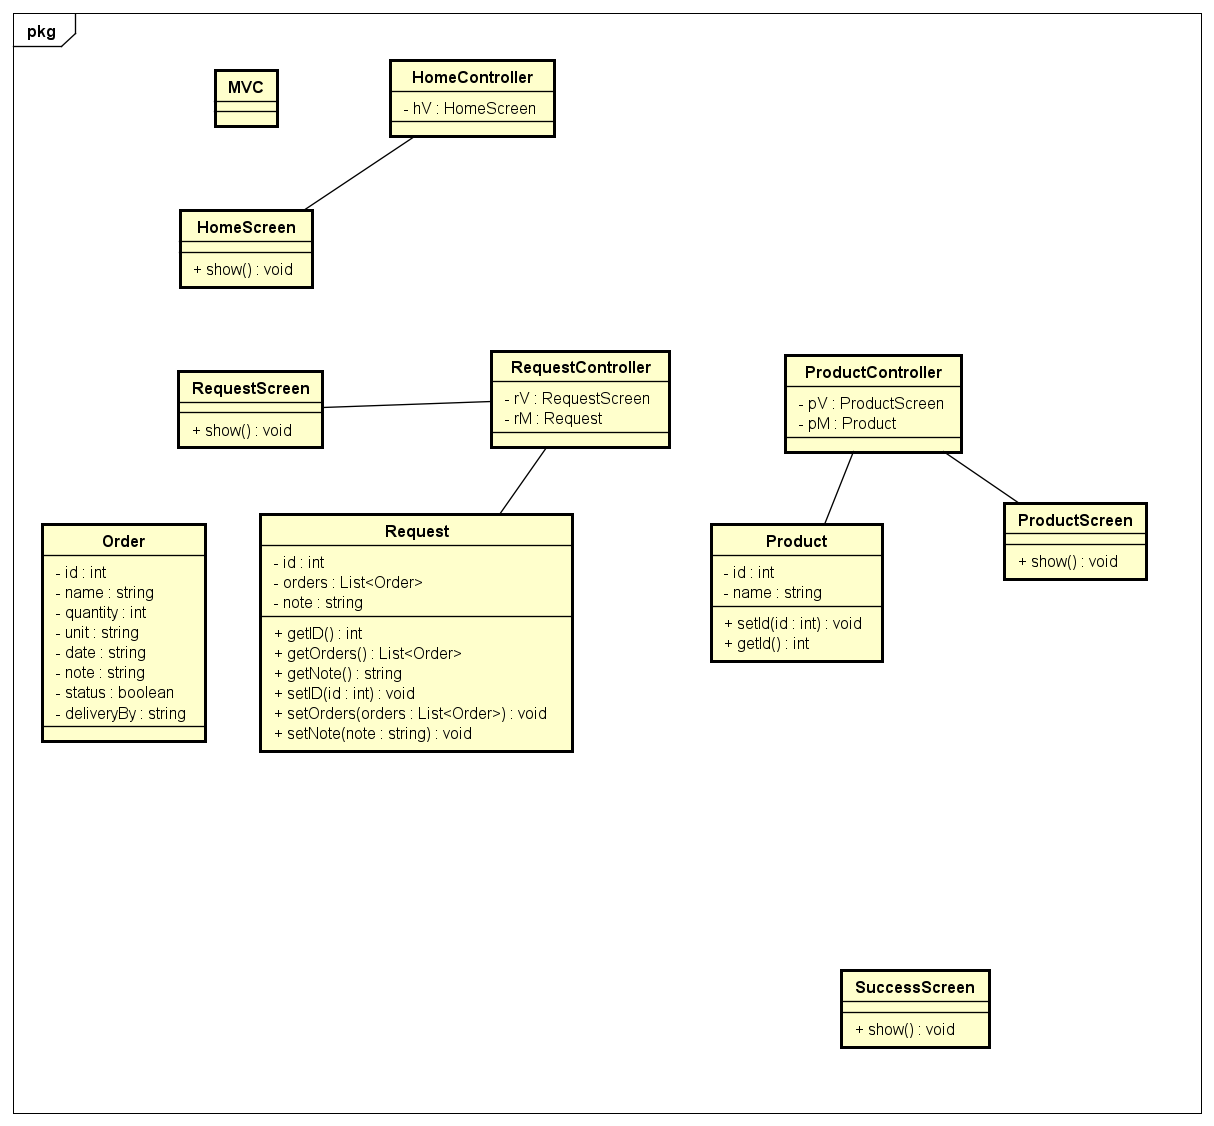 pkg
MVC
HomeController
- hV : HomeScreen
HomeScreen
+ show() : void
RequestScreen
+ show() : void
RequestController
- rV : RequestScreen
- rM : Request
ProductController
- pV : ProductScreen
- pM : Product
Order
- id : int
- name : string
- quantity : int
- unit : string
- date : string
- note : string
- status : boolean
- deliveryBy : string
Request
- id : int
- orders : List<Order>
- note : string
+ getID() : int
+ getOrders() : List<Order>
+ getNote() : string
+ setID(id : int) : void
+ setOrders(orders : List<Order>) : void
+ setNote(note : string) : void
Product
- id : int
- name : string
+ setId(id : int) : void
+ getId() : int
ProductScreen
+ show() : void
SuccessScreen
+ show() : void